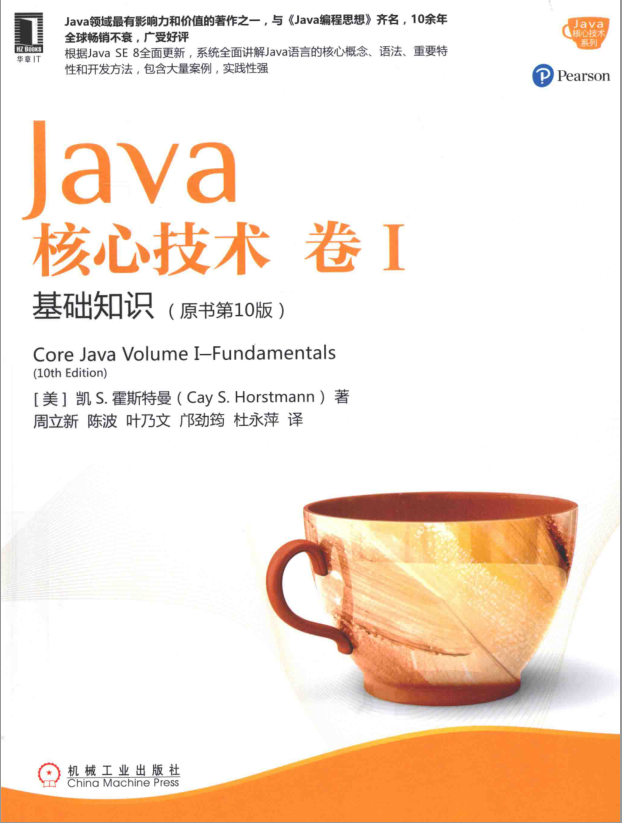 Java领域最有影响力和价值的著作之一，与《Java编程思想》齐名，10余年
全球畅销不衰，广受好评
根据Java SE 8全面更新，系统全面讲解Java语言的核心概念、语法、重要特
性和开发方法，包含大量案例，实践性强
HZ BOOKS
华章IT
Java
核心技术
系列
Pearson
Java
核心技术 卷 I
基础知识（原书第10版）
Core Java Volume I—Fundamentals
(10th Edition)
[美] 凯 S. 霍斯特曼（Cay S. Horstmann）著
周立新 陈波 叶乃文 邝劲筠 杜永萍 译
机械工业出版社
China Machine Press